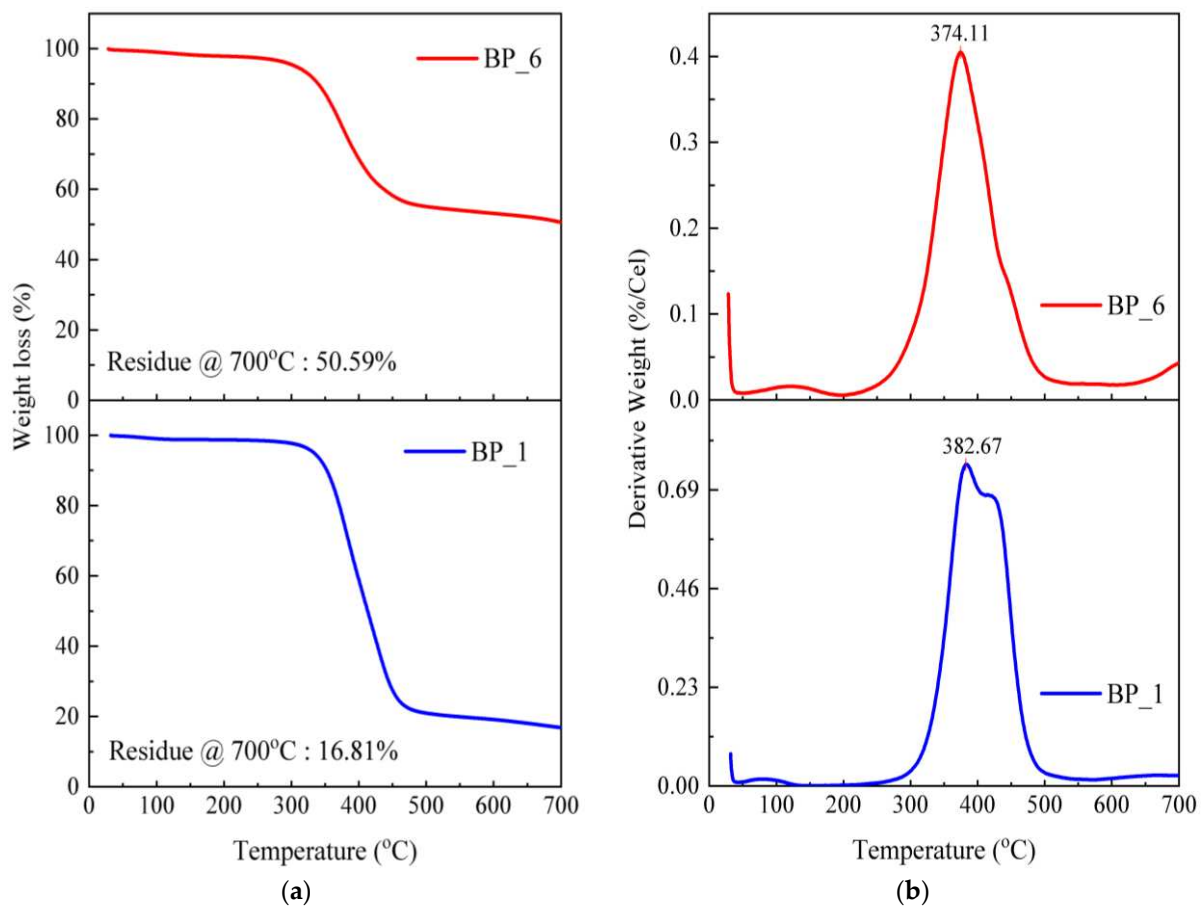 100
80
60
40
20
0
BP_6
Residue @ 700°C : 50.59%
100
80
60
40
20
0
BP_1
Residue @ 700°C : 16.81%
Weight loss (%)
0 100 200 300 400 500 600 700
Temperature (°C)
(a)
374.11
0.4
0.3
0.2
0.1
0.0
BP_6
382.67
0.69
0.46
0.23
0.00
BP_1
Derivative Weight (%/Cel)
0 100 200 300 400 500 600 700
Temperature (°C)
(b)